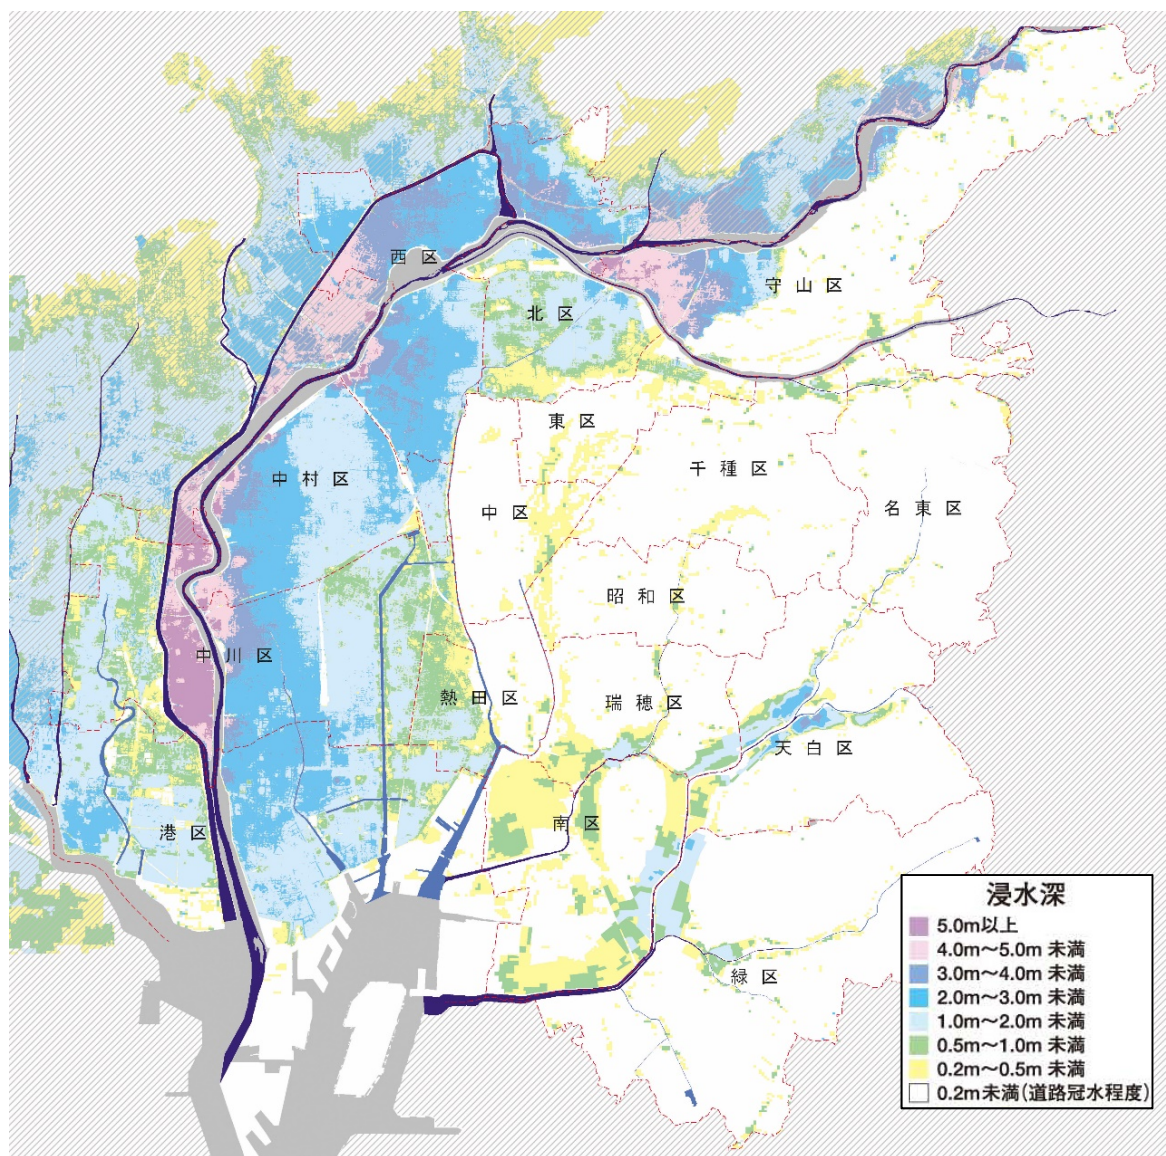 西区
守山区
北区
東区
千種区
中村区
中区
名東区
昭和区
中川区
熱田区
瑞穂区
天白区
港区
南区
緑区
浸水深
5.0m以上
4.0m～5.0m 未満
3.0m～4.0m 未満
2.0m～3.0m 未満
1.0m～2.0m 未満
0.5m～1.0m 未満
0.2m～0.5m 未満
0.2m未満（道路冠水程度）